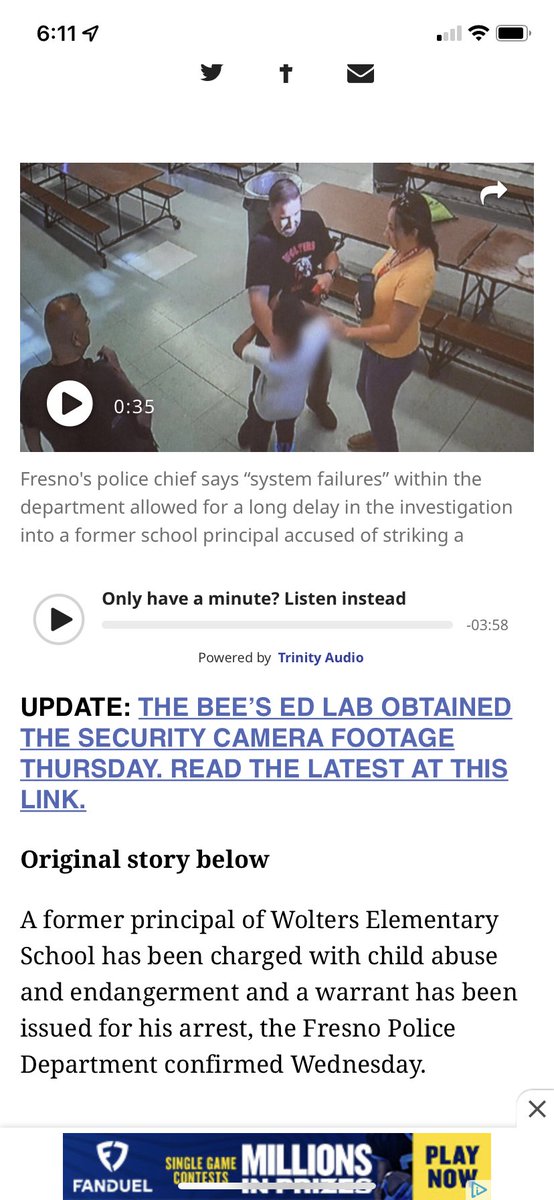 6:11
WOLTERS
0:35
Fresno's police chief says “system failures” within the
department allowed for a long delay in the investigation
into a former school principal accused of striking a
Only have a minute? Listen instead
-03:58
Powered by Trinity Audio
UPDATE: THE BEE’S ED LAB OBTAINED
THE SECURITY CAMERA FOOTAGE
THURSDAY. READ THE LATEST AT THIS
LINK.
Original story below
A former principal of Wolters Elementary
School has been charged with child abuse
and endangerment and a warrant has been
issued for his arrest, the Fresno Police
Department confirmed Wednesday.
FANDUEL
SINGLE GAME
CONTESTS
MILLIONS
IN PRIZES
PLAY
NOW